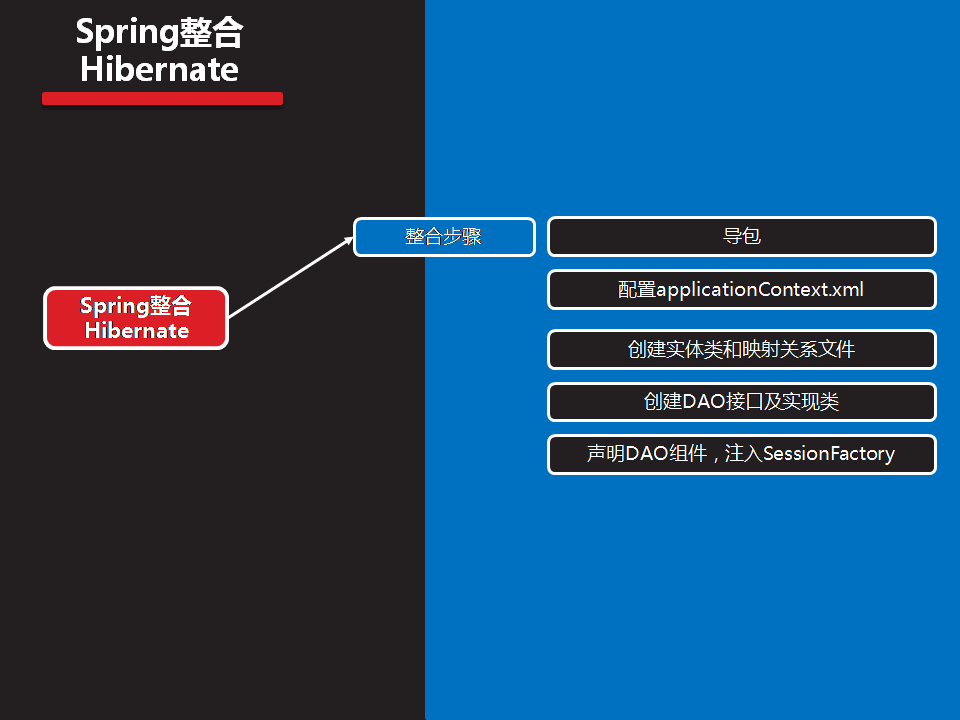 Spring整合
Hibernate
整合步骤
导包
配置applicationContext.xml
Spring整合
Hibernate
创建实体类和映射关系文件
创建DAO接口及实现类
声明DAO组件，注入SessionFactory